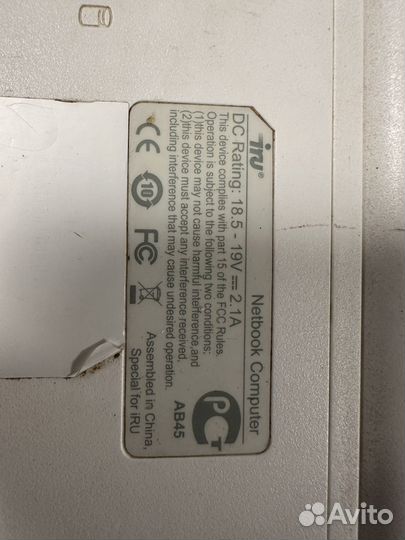 iru® Netbook Computer
DC Rating: 18.5 - 19V ⎓ 2.1A
This device complies with part 15 of the FCC Rules.
Operation is subject to the following two conditions:
(1)this device may not cause harmful interference,and
(2)this device must accept any interference received,
including interference that may cause undesired operation.
CE 10 FC
Assembled in China,
Special for iRU
РСТ
AB45
Avito